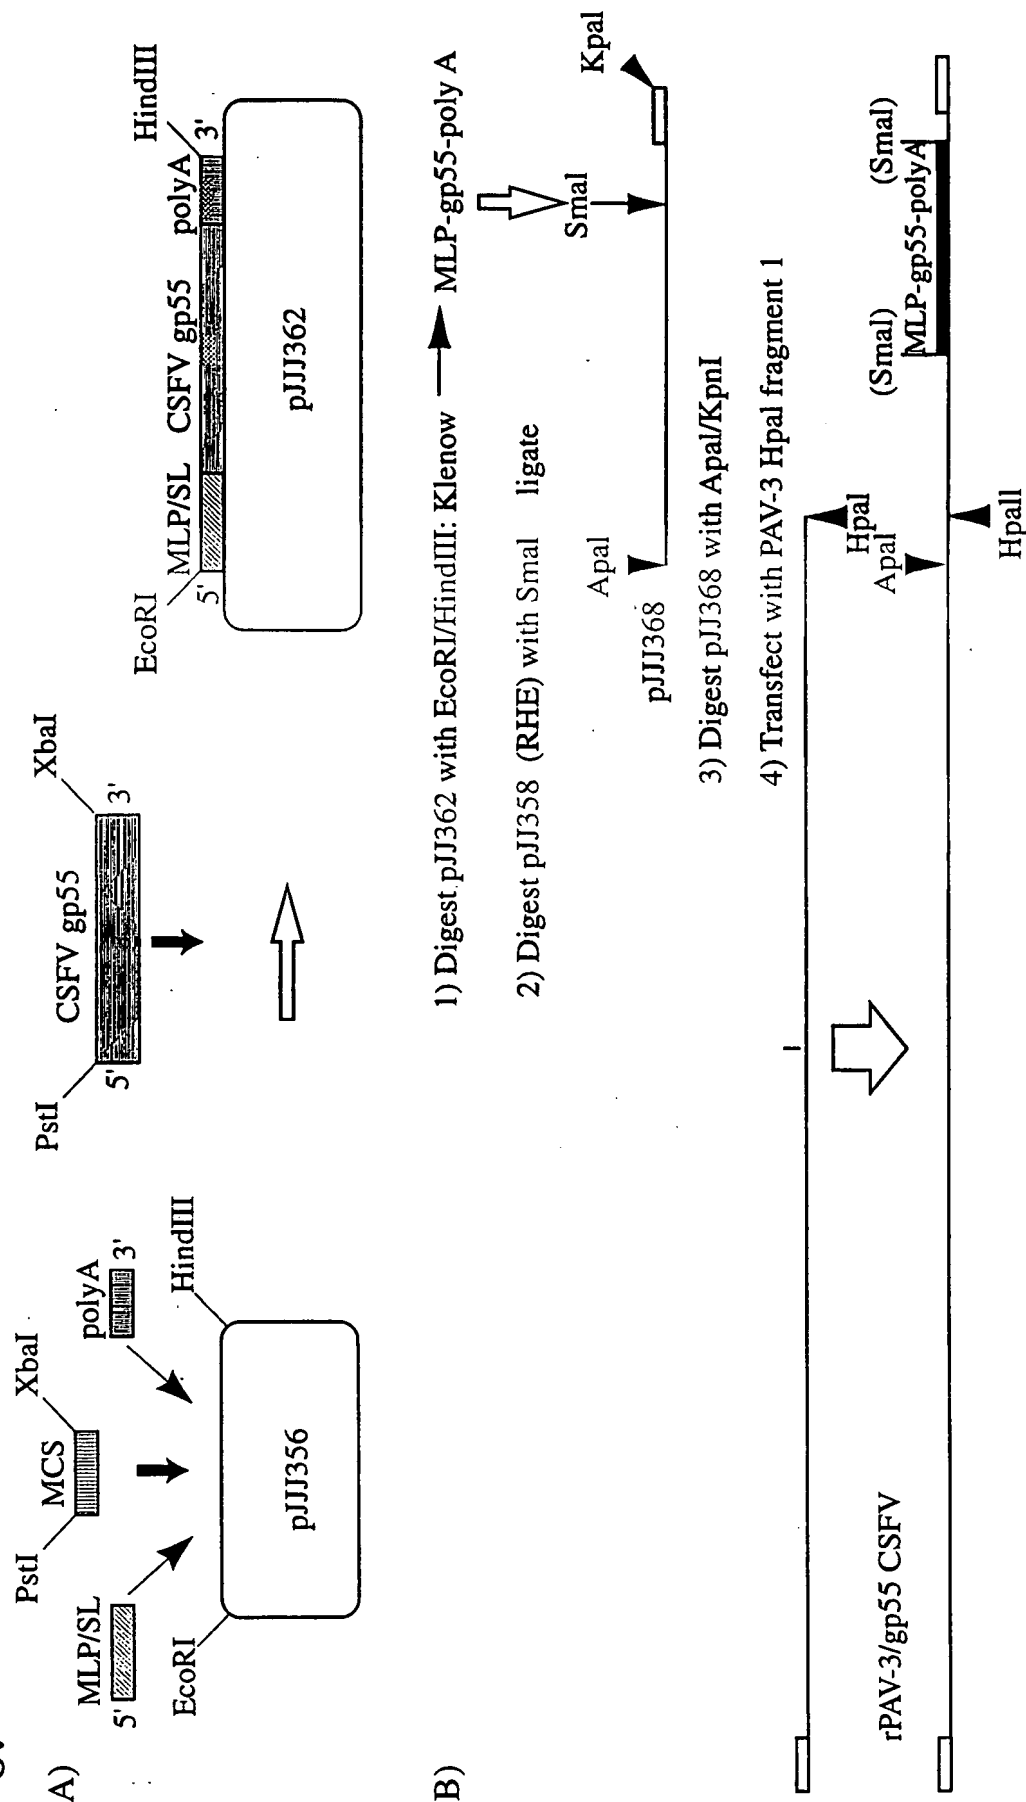 A)
MLP/SL
5'
PstI
MCS
XbaI
polyA
3'
EcoRI
HindIII
pJJJ356
PstI
CSFV gp55
XbaI
5'
3'
EcoRI
MLP/SL
CSFV gp55
polyA
HindIII
5'
3'
pJJJ362
B)
1) Digest pJJ362 with EcoRI/HindIII: Klenow
MLP-gp55-poly A
2) Digest pJJ358 (RHE) with SmaI ligate
SmaI
ApaI
KpaI
pJJJ368
3) Digest pJJ368 with ApaI/KpnI
4) Transfect with PAV-3 HpaI fragment 1
HpaI
rPAV-3/gp55 CSFV
ApaI
(SmaI)
(SmaI)
MLP-gp55-polyA
HpaII